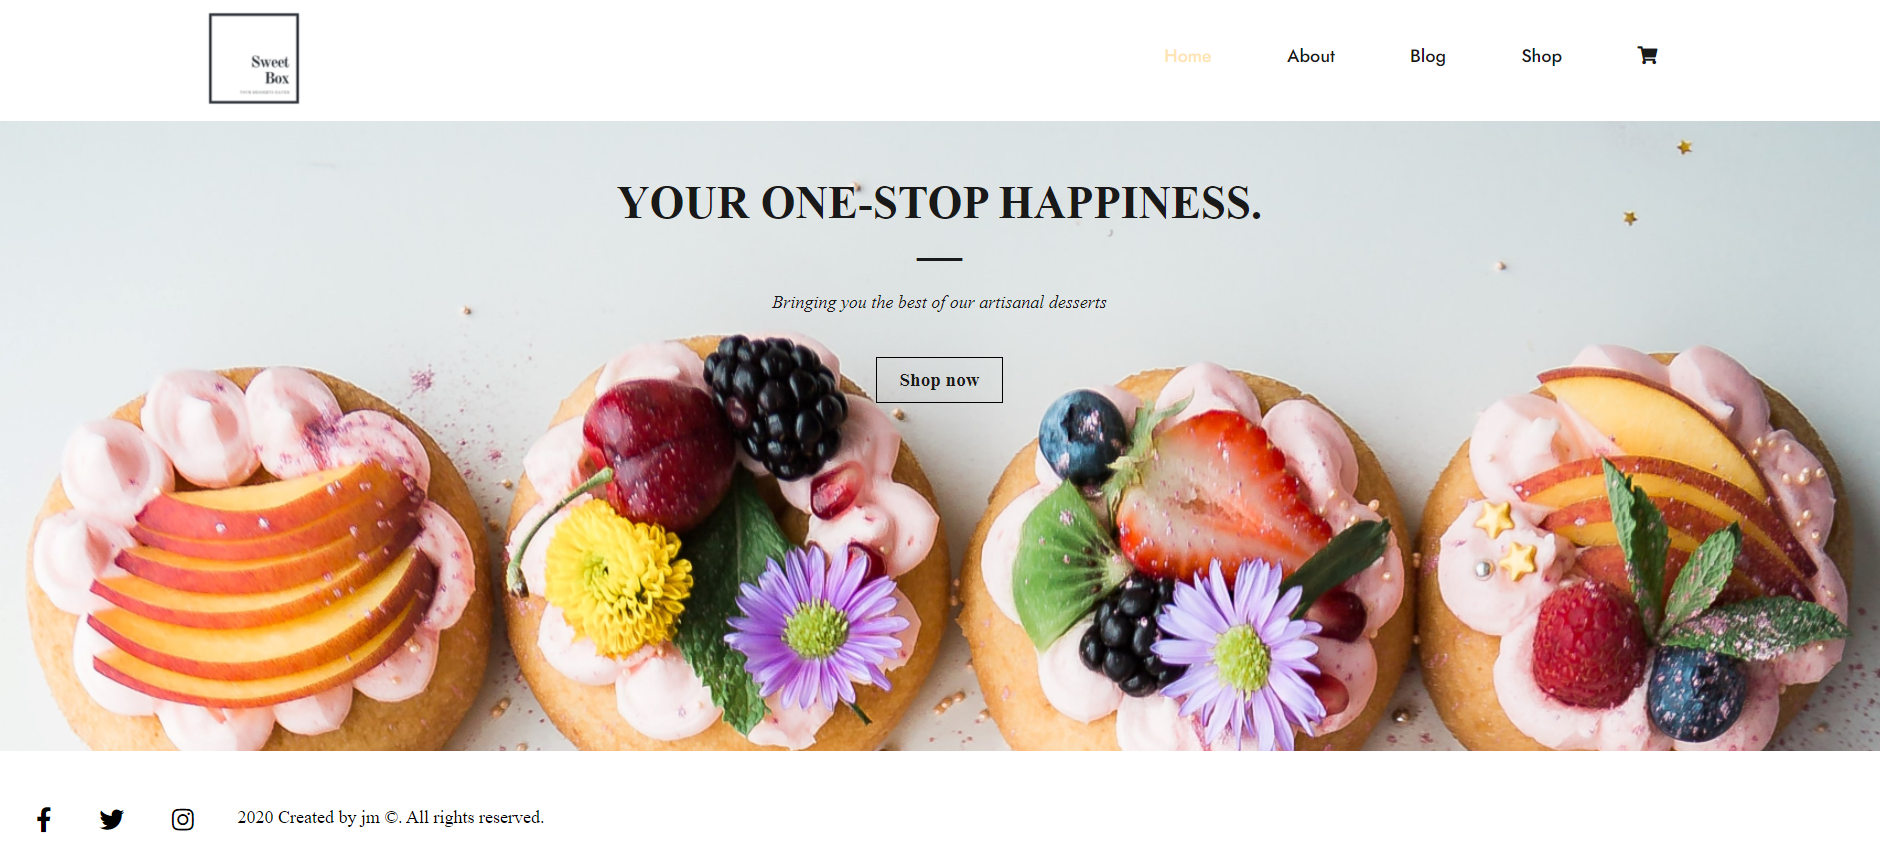 Sweet
Box
Home
About
Blog
Shop
YOUR ONE-STOP HAPPINESS.
Bringing you the best of our artisanal desserts
Shop now
2020 Created by jm ©. All rights reserved.